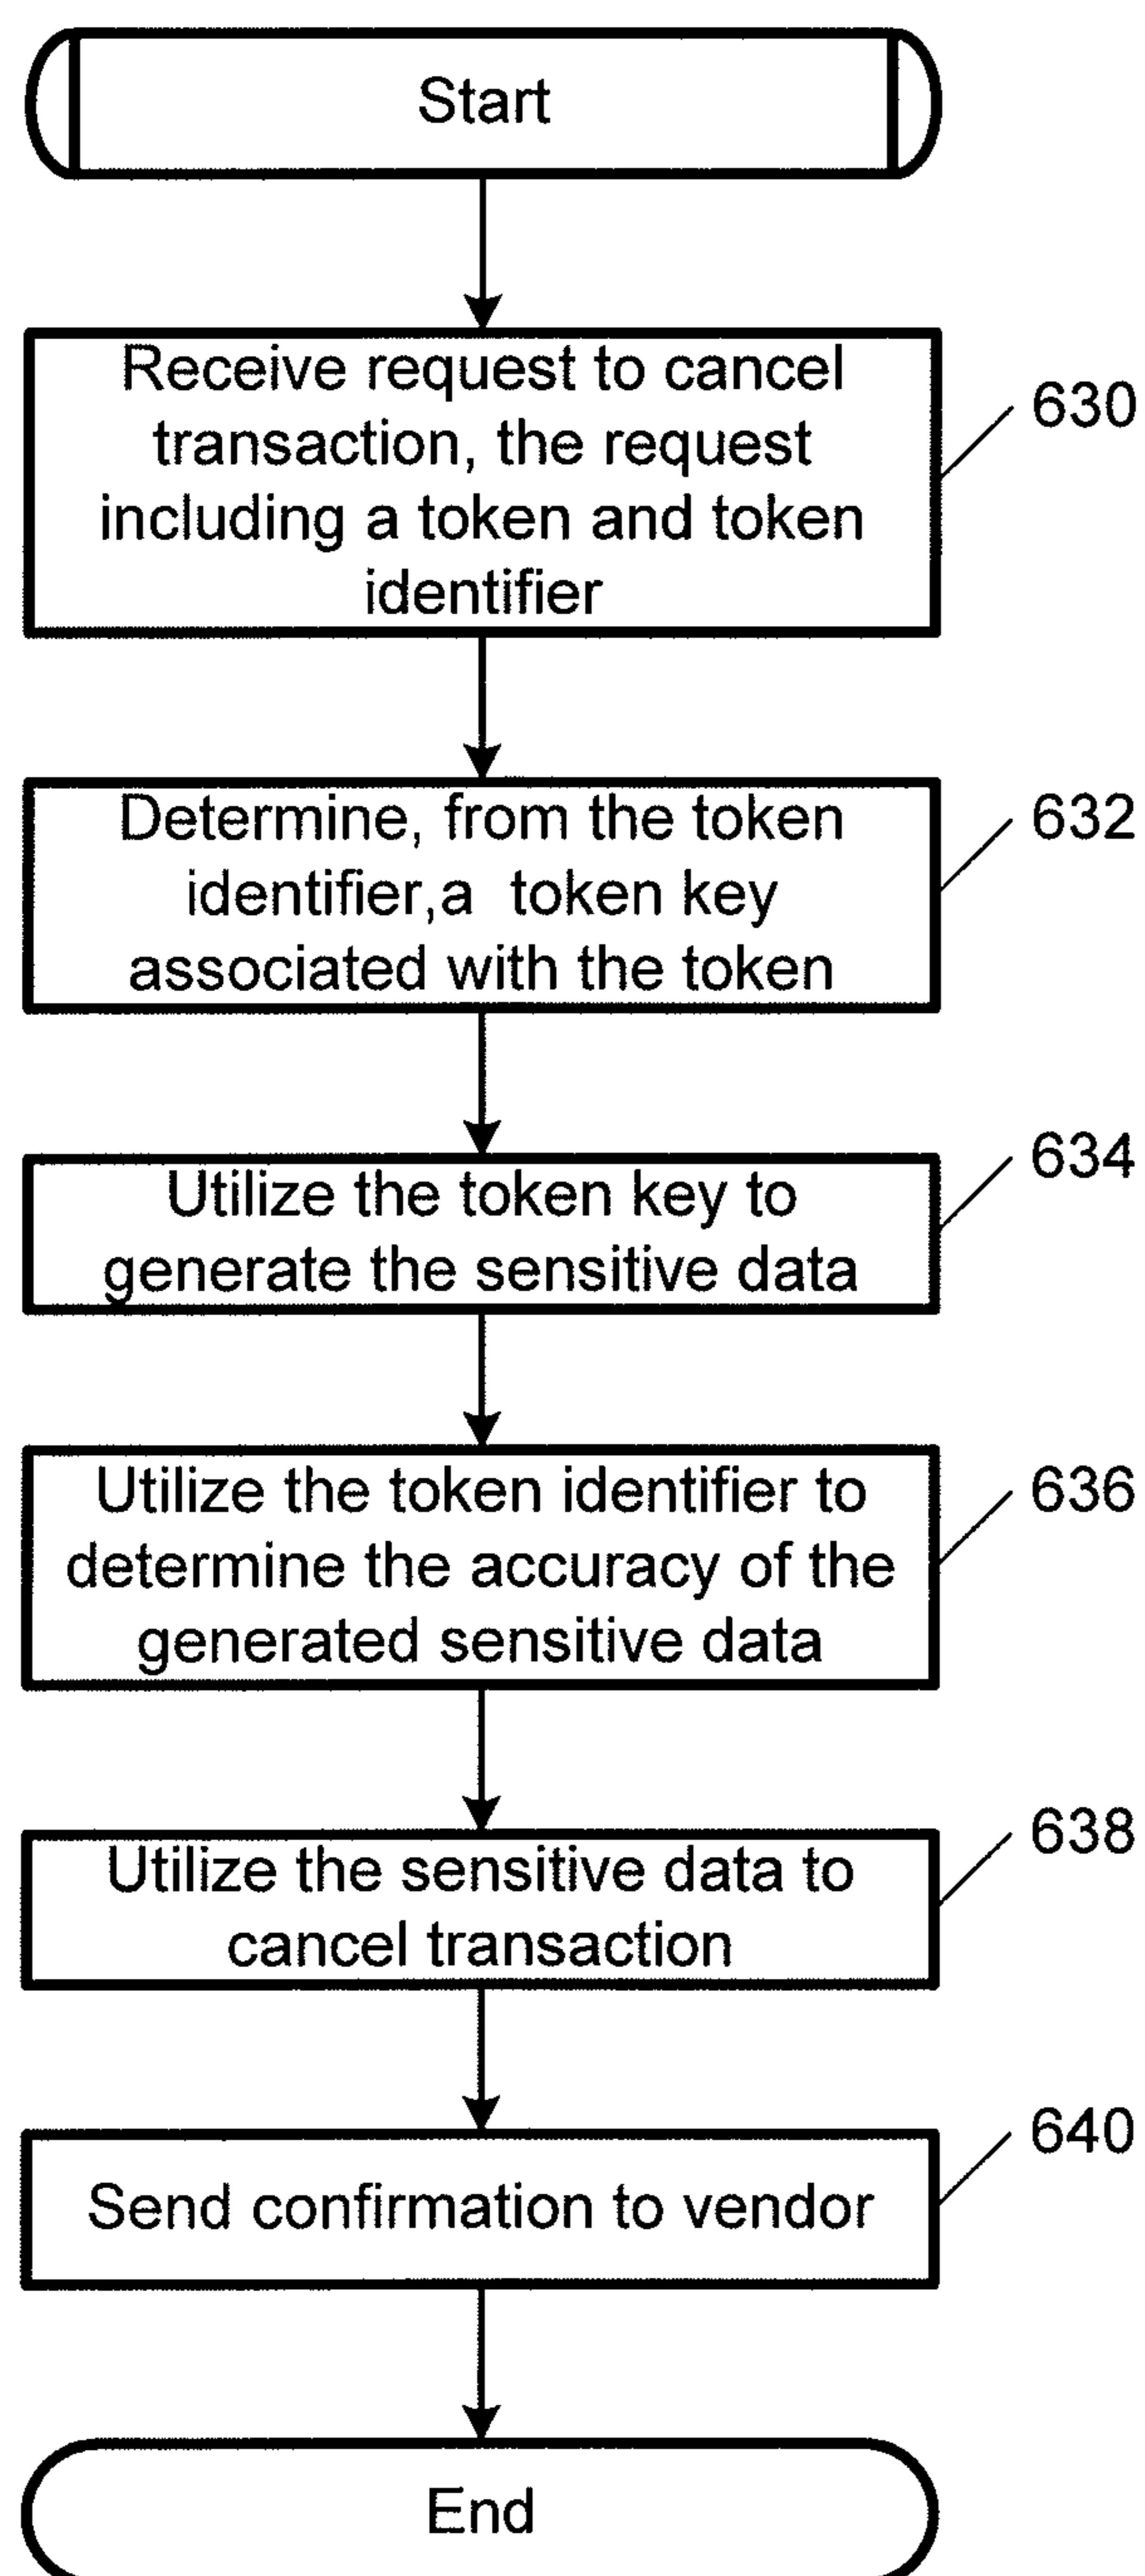 Start
Receive request to cancel
transaction, the request
including a token and token
identifier
630
Determine, from the token
identifier,a  token key
associated with the token
632
Utilize the token key to
generate the sensitive data
634
Utilize the token identifier to
determine the accuracy of the
generated sensitive data
636
Utilize the sensitive data to
cancel transaction
638
Send confirmation to vendor
640
End